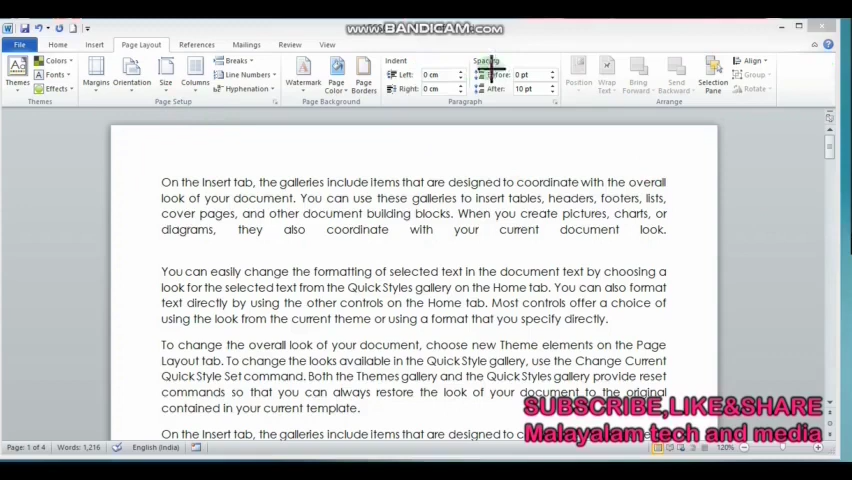 www.BANDICAM.com
File Home Insert Page Layout References Mailings Review View
Colors
Fonts
Effects
Themes
Themes
Margins Orientation Size Columns
Breaks
Line Numbers
Hyphenation
Page Setup
Watermark Page Color Page Borders
Page Background
Indent
Left: 0 cm
Right: 0 cm
Spacing
Before: 0 pt
After: 10 pt
Paragraph
Position Wrap Text Bring Forward Send Backward Selection Pane
Align
Group
Rotate
Arrange
On the Insert tab, the galleries include items that are designed to coordinate with the overall
look of your document. You can use these galleries to insert tables, headers, footers, lists,
cover pages, and other document building blocks. When you create pictures, charts, or
diagrams, they also coordinate with your current document look.
You can easily change the formatting of selected text in the document text by choosing a
look for the selected text from the Quick Styles gallery on the Home tab. You can also format
text directly by using the other controls on the Home tab. Most controls offer a choice of
using the look from the current theme or using a format that you specify directly.
To change the overall look of your document, choose new Theme elements on the Page
Layout tab. To change the looks available in the Quick Style gallery, use the Change Current
Quick Style Set command. Both the Themes gallery and the Quick Styles gallery provide reset
commands so that you can always restore the look of your document to the original
contained in your current template.
On the Insert tab, the galleries include items that are designed to
SUBSCRIBE,LIKE&SHARE
Malayalam tech and media
Page: 1 of 4 Words: 1,216 English (India) 120%